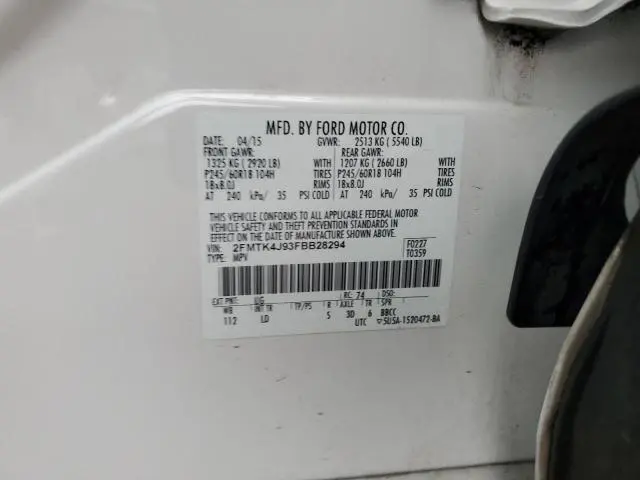 MFD. BY FORD MOTOR CO.
DATE: 04/15 GVWR: 2513 KG ( 5540 LB)
FRONT GAWR: REAR GAWR:
1325 KG ( 2920 LB) WITH 1207 KG ( 2660 LB) WITH
P245/60R18 104H TIRES P245/60R18 104H TIRES
18x8.0J RIMS 18x8.0J RIMS
AT 240 kPa/ 35 PSI COLD AT 240 kPa/ 35 PSI COLD
THIS VEHICLE CONFORMS TO ALL APPLICABLE FEDERAL MOTOR
VEHICLE SAFETY AND THEFT PREVENTION STANDARDS IN
EFFECT ON THE DATE OF MANUFACTURE SHOWN ABOVE.
VIN: 2FMTK4J93FBB28294 F0227
TYPE: MPV T0359
EXT PNT: UG RC: 74 DSO:
WB INT TR TP/PS R AXLE TR SPR
112 LD S 3D 6 BBCC
UTC ▽5U5A-1520472-BA